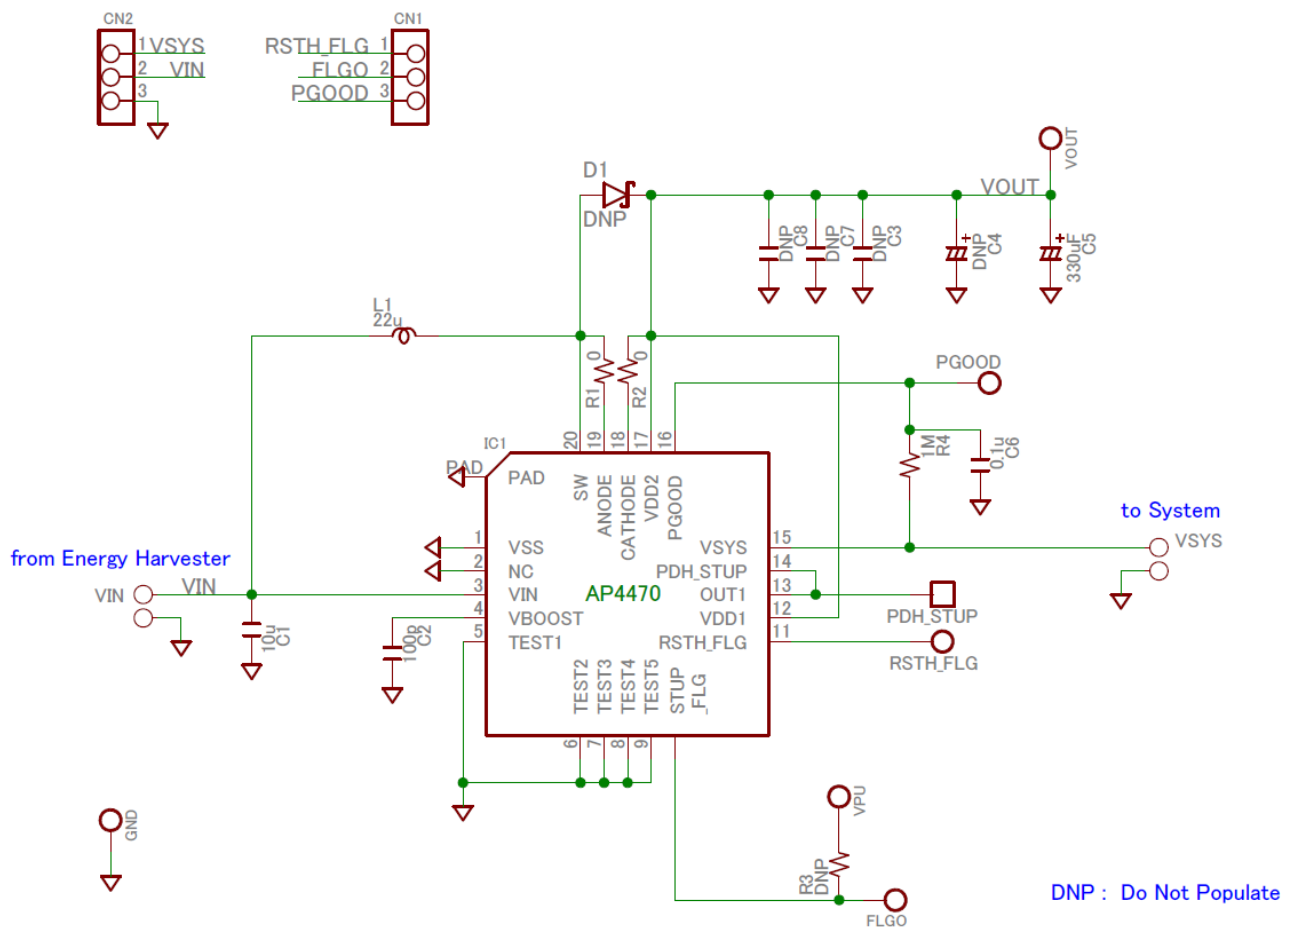 CN2
1 VSYS
2 VIN
3
CN1
RSTH_FLG 1
FLGO 2
PGOOD 3
VOUT
VOUT
D1
DNP
DNP C8
DNP C7
DNP C3
DNP C4
330uF C5
+
+
L1
22u
R1 0
R2 0
PGOOD
1M R4
0.1u C6
IC1
20
19
18
17
16
PAD
PAD
SW
ANODE
CATHODE
VDD2
PGOOD
1 VSS
2 NC
3 VIN
4 VBOOST
5 TEST1
AP4470
VSYS 15
PDH_STUP 14
OUT1 13
VDD1 12
RSTH_FLG 11
TEST2
TEST3
TEST4
TEST5
STUP
_FLG
6
7
8
9
from Energy Harvester
VIN
VIN
10u C1
100p C2
to System
VSYS
PDH_STUP
RSTH_FLG
GND
VPU
R3 DNP
FLGO
DNP : Do Not Populate